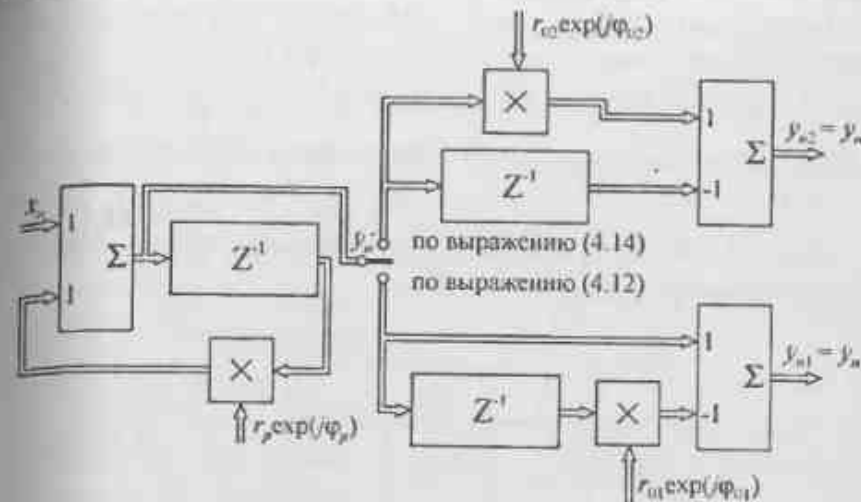 r₀₂exp(jφ₀₂)
×
1
Σ
yₙ₂ = yₙ
Z⁻¹
-1
xₙ
1
Σ
Z⁻¹
1
y'ₙ
по выражению (4.14)
по выражению (4.12)
×
rₚexp(jφₚ)
1
Σ
yₙ₁ = yₙ
Z⁻¹
×
-1
r₀₁exp(jφ₀₁)